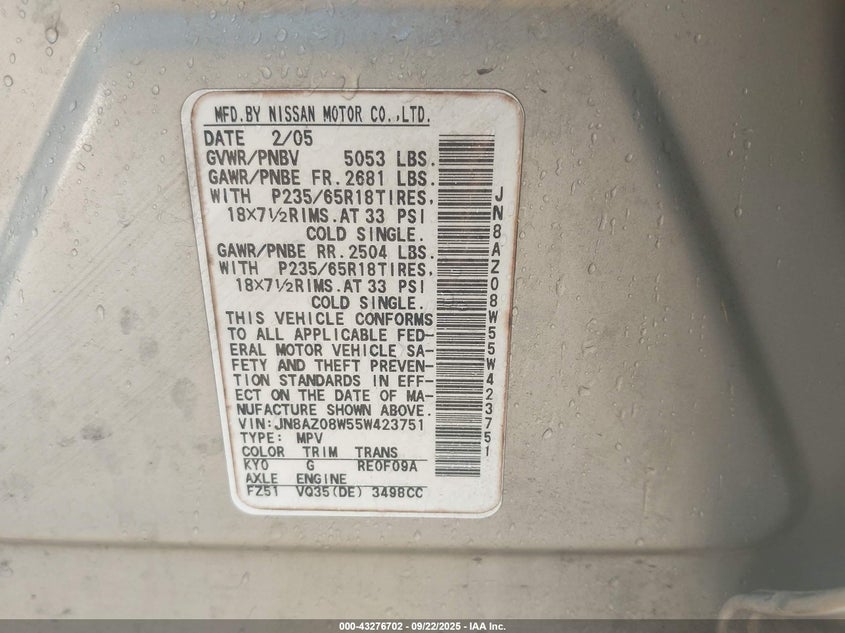 MFD.BY NISSAN MOTOR CO.,LTD.
DATE 2/05
GVWR/PNBV 5053 LBS.
GAWR/PNBE FR. 2681 LBS.
WITH P235/65R18TIRES,
18×7½RIMS.AT 33 PSI
COLD SINGLE.
GAWR/PNBE RR. 2504 LBS.
WITH P235/65R18TIRES,
18×7½RIMS.AT 33 PSI
COLD SINGLE.
THIS VEHICLE CONFORMS
TO ALL APPLICABLE FED-
ERAL MOTOR VEHICLE SA-
FETY AND THEFT PREVEN-
TION STANDARDS IN EFF-
ECT ON THE DATE OF MA-
NUFACTURE SHOWN ABOVE.
VIN:JN8AZ08W55W423751
TYPE: MPV
COLOR TRIM TRANS
KY0 G RE0F09A
AXLE ENGINE
FZ51 VQ35(DE) 3498CC
JN8AZ08W55W423751
000-43276702 - 09/22/2025 - IAA Inc.